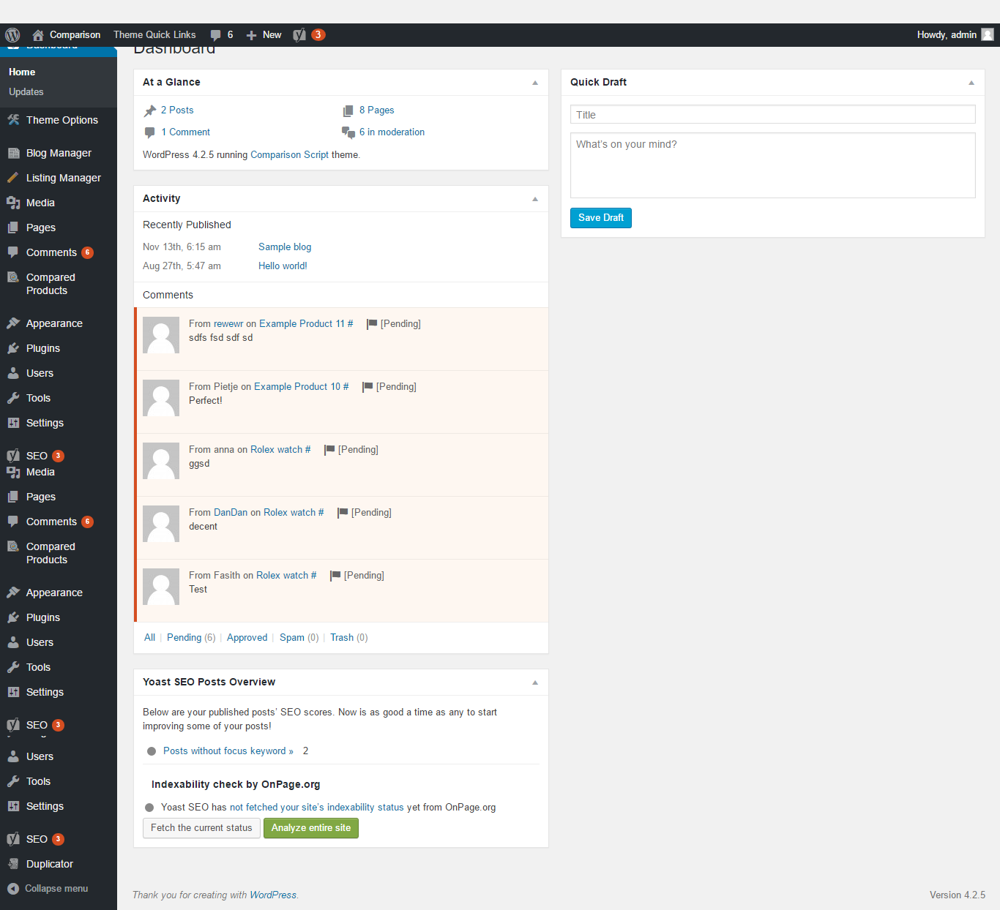 Comparison
Theme Quick Links
6
New
3
Howdy, admin
Dashboard
Home
Updates
Theme Options
Blog Manager
Listing Manager
Media
Pages
Comments 6
Compared
Products
Appearance
Plugins
Users
Tools
Settings
SEO 3
Media
Pages
Comments 6
Compared
Products
Appearance
Plugins
Users
Tools
Settings
SEO 3
Users
Tools
Settings
SEO 3
Duplicator
Collapse menu
Dashboard
At a Glance
2 Posts
8 Pages
1 Comment
6 in moderation
WordPress 4.2.5 running Comparison Script theme.
Activity
Recently Published
Nov 13th, 6:15 am Sample blog
Aug 27th, 5:47 am Hello world!
Comments
From rewewr on Example Product 11 # [Pending]
sdfs fsd sdf sd
From Pietje on Example Product 10 # [Pending]
Perfect!
From anna on Rolex watch # [Pending]
ggsd
From DanDan on Rolex watch # [Pending]
decent
From Fasith on Rolex watch # [Pending]
Test
All | Pending (6) | Approved | Spam (0) | Trash (0)
Yoast SEO Posts Overview
Below are your published posts’ SEO scores. Now is as good a time as any to start
improving some of your posts!
Posts without focus keyword » 2
Indexability check by OnPage.org
Yoast SEO has not fetched your site’s indexability status yet from OnPage.org
Fetch the current status
Analyze entire site
Quick Draft
Title
What’s on your mind?
Save Draft
Thank you for creating with WordPress.
Version 4.2.5